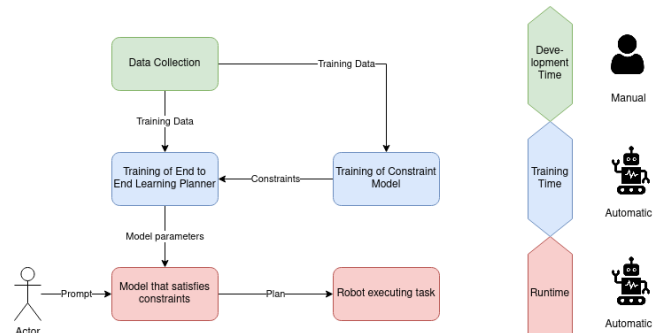 Data Collection
Training Data
Training Data
Training of End to
End Learning Planner
Constraints
Training of Constraint
Model
Model parameters
Prompt
Model that satisfies
constraints
Plan
Robot executing task
Actor
Deve-
lopment
Time
Manual
Training
Time
Automatic
Runtime
Automatic